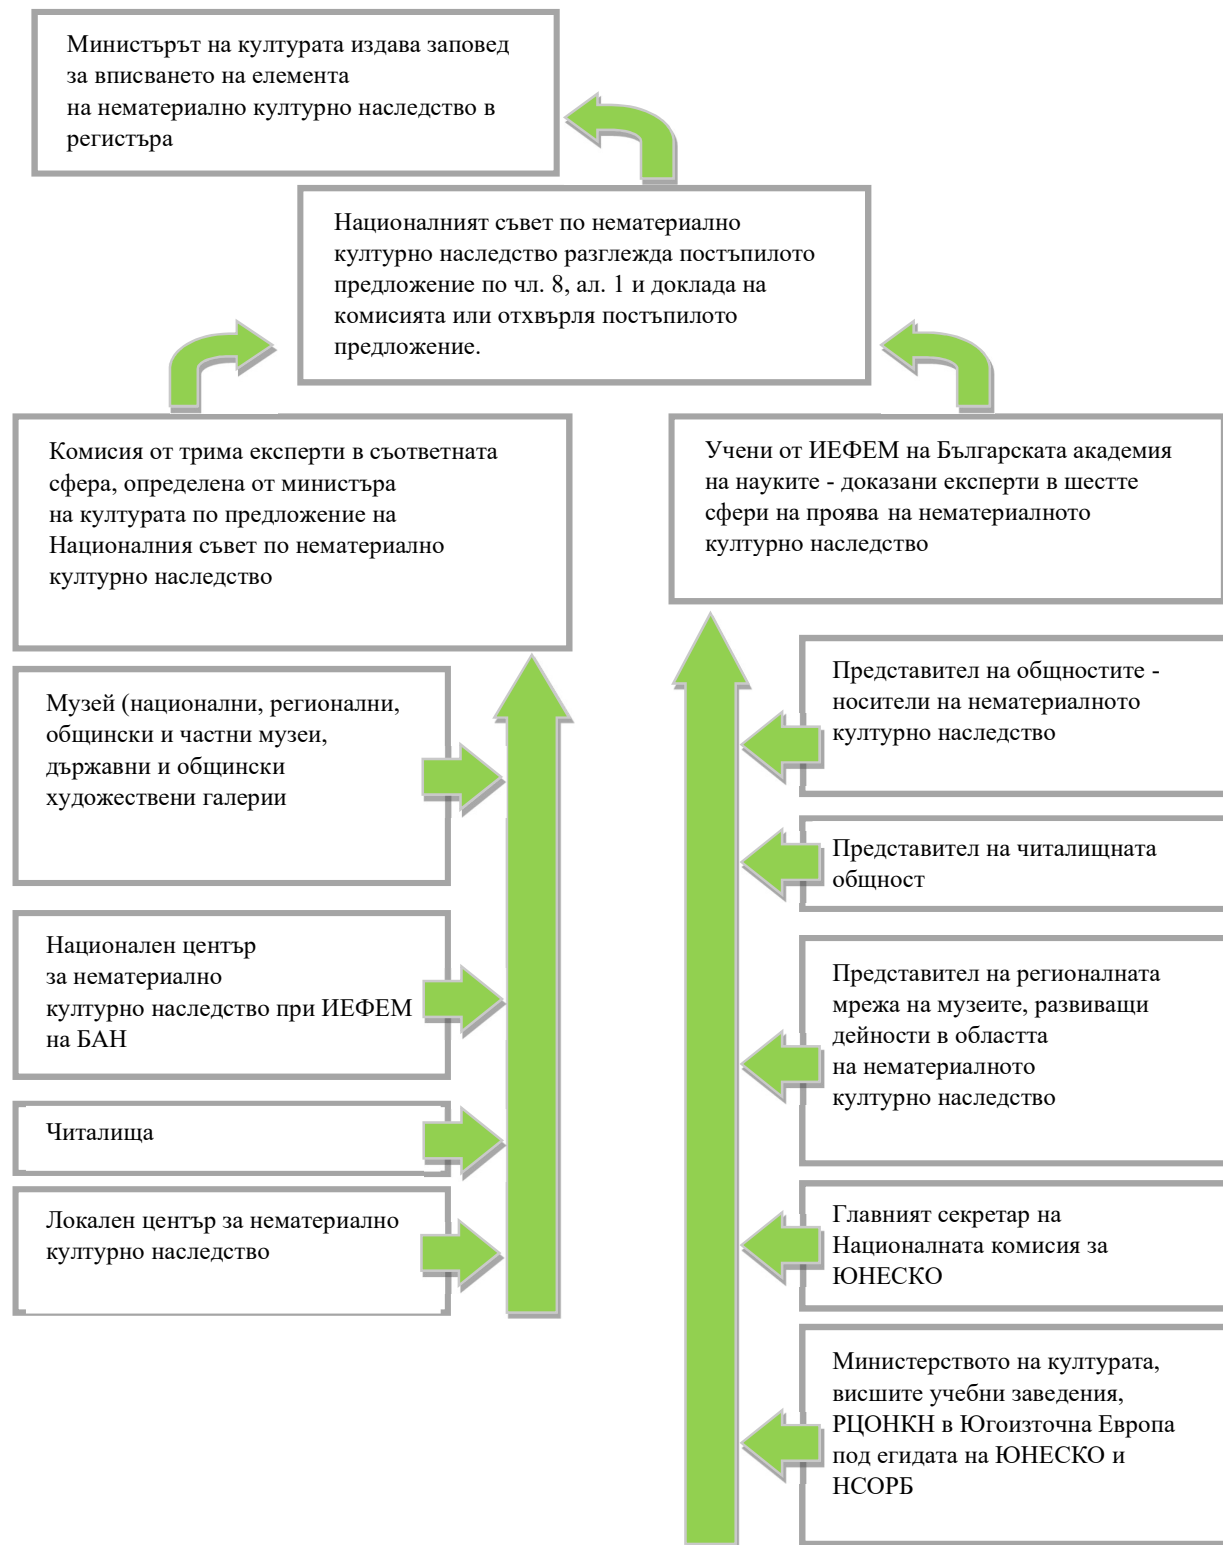 Министърът на културата издава заповед
за вписването на елемента
на нематериално културно наследство в
регистъра
Националният съвет по нематериално
културно наследство разглежда постъпилото
предложение по чл. 8, ал. 1 и доклада на
комисията или отхвърля постъпилото
предложение.
Комисия от трима експерти в съответната
сфера, определена от министъра
на културата по предложение на
Националния съвет по нематериално
културно наследство
Учени от ИЕФЕМ на Българската академия
на науките - доказани експерти в шестте
сфери на проява на нематериалното
културно наследство
Музей (национални, регионални,
общински и частни музеи,
държавни и общински
художествени галерии
Национален център
за нематериално
културно наследство при ИЕФЕМ
на БАН
Читалища
Локален център за нематериално
културно наследство
Представител на общностите -
носители на нематериалното
културно наследство
Представител на читалищната
общност
Представител на регионалната
мрежа на музеите, развиващи
дейности в областта
на нематериалното
културно наследство
Главният секретар на
Националната комисия за
ЮНЕСКО
Министерството на културата,
висшите учебни заведения,
РЦОНКН в Югоизточна Европа
под егидата на ЮНЕСКО и
НСОРБ